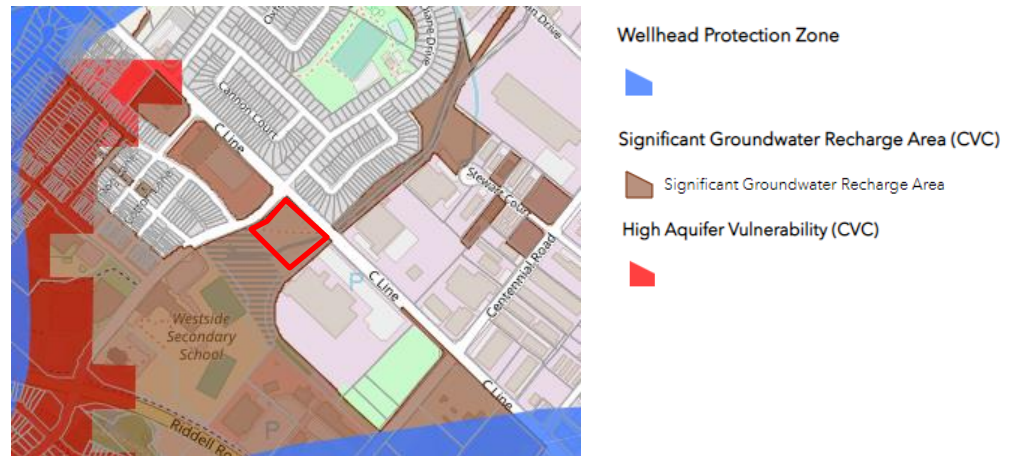 Cannon Court
C Line
Stewart Court
Centennial Road
P
C Line
Westside
Secondary
School
C Line
P
Riddell Ro
Wellhead Protection Zone
Significant Groundwater Recharge Area (CVC)
Significant Groundwater Recharge Area
High Aquifer Vulnerability (CVC)